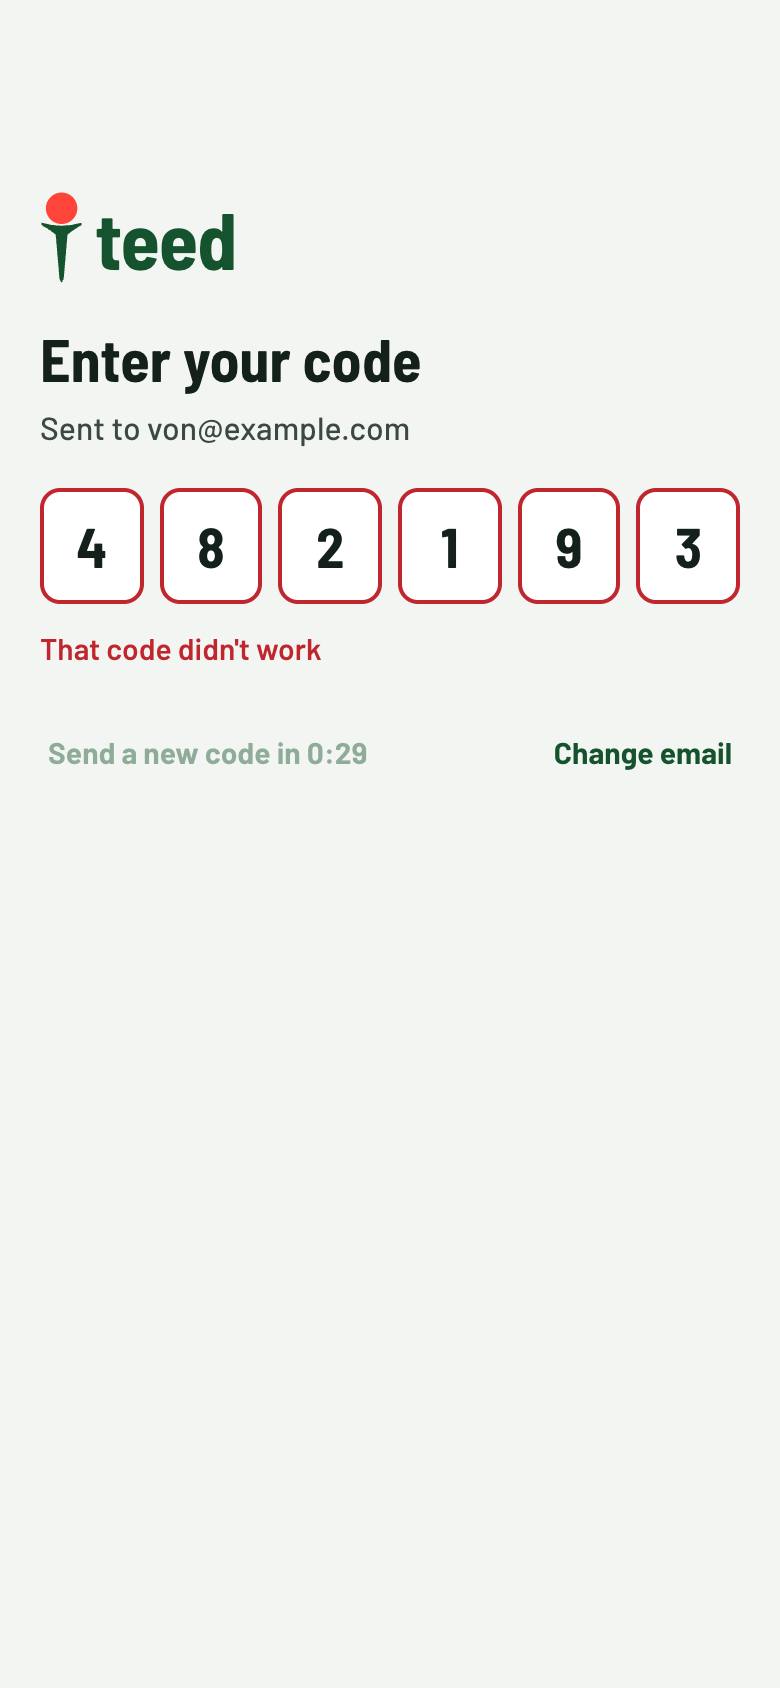 teed
Enter your code
Sent to von@example.com
4 8 2 1 9 3
That code didn't work
Send a new code in 0:29 Change email